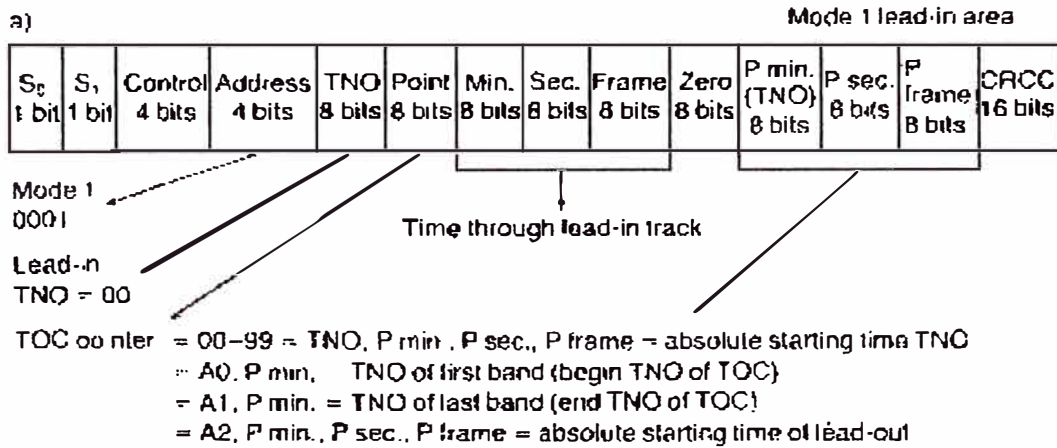 a)
Mode 1 lead-in area
S0 1 bit
S1 1 bit
Control 4 bits
Address 4 bits
TNO 8 bits
Point 8 bits
Min. 8 bits
Sec. 8 bits
Frame 8 bits
Zero 8 bits
P min. (TNO) 8 bits
P sec. 8 bits
P frame 8 bits
CRCC 16 bits
Mode 1
0001
Time through lead-in track
Lead-in
TNO = 00
TOC pointer = 00–99 = TNO, P min., P sec., P frame = absolute starting time TNO
= A0, P min. TNO of first band (begin TNO of TOC)
= A1, P min. = TNO of last band (end TNO of TOC)
= A2, P min., P sec., P frame = absolute starting time of lead-out